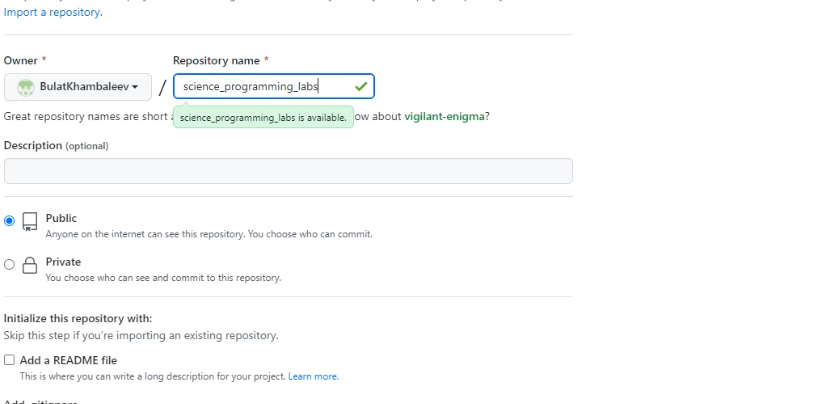 Import a repository.
Owner *
Repository name *
BulatKhambaleev
/
science_programming_labs
Great repository names are short
science_programming_labs is available.
ow about vigilant-enigma?
Description (optional)
Public
Anyone on the internet can see this repository. You choose who can commit.
Private
You choose who can see and commit to this repository.
Initialize this repository with:
Skip this step if you're importing an existing repository.
Add a README file
This is where you can write a long description for your project. Learn more.